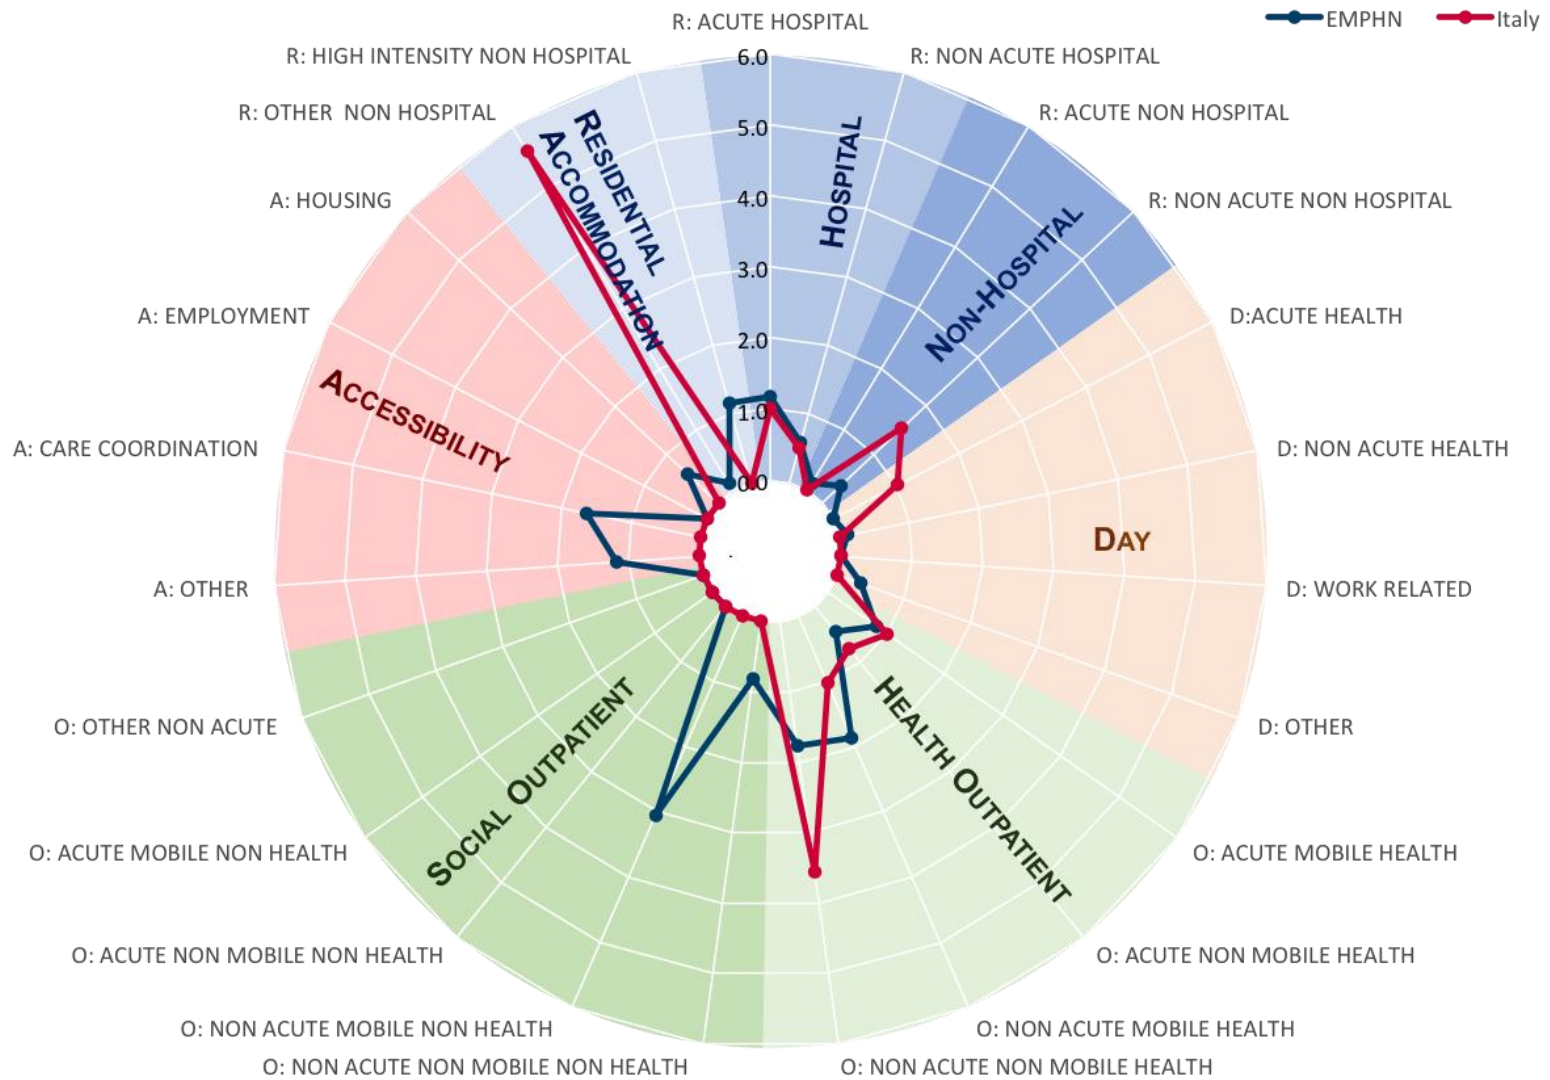 R: ACUTE HOSPITAL
EMPHN
Italy
R: HIGH INTENSITY NON HOSPITAL
R: NON ACUTE HOSPITAL
R: OTHER  NON HOSPITAL
R: ACUTE NON HOSPITAL
A: HOUSING
R: NON ACUTE NON HOSPITAL
A: EMPLOYMENT
D:ACUTE HEALTH
A: CARE COORDINATION
D: NON ACUTE HEALTH
A: OTHER
D: WORK RELATED
O: OTHER NON ACUTE
D: OTHER
O: ACUTE MOBILE NON HEALTH
O: ACUTE MOBILE HEALTH
O: ACUTE NON MOBILE NON HEALTH
O: ACUTE NON MOBILE HEALTH
O: NON ACUTE MOBILE NON HEALTH
O: NON ACUTE MOBILE HEALTH
O: NON ACUTE NON MOBILE NON HEALTH
O: NON ACUTE NON MOBILE HEALTH
6.0
5.0
4.0
3.0
2.0
1.0
0.0
RESIDENTIAL
ACCOMMODATION
HOSPITAL
NON-HOSPITAL
ACCESSIBILITY
DAY
SOCIAL OUTPATIENT
HEALTH OUTPATIENT